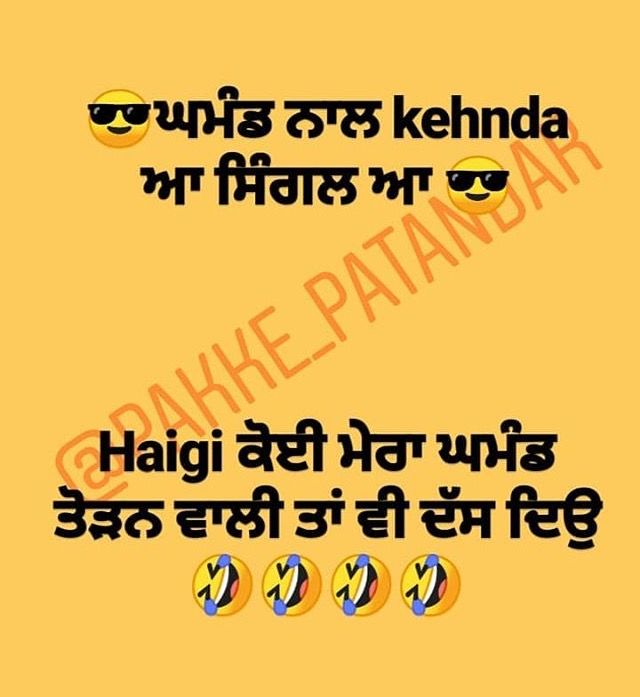 😎ਘਮੰਡ ਨਾਲ kehnda
ਆ ਸਿੰਗਲ ਆ 😎
@PAKKE_PATANDAR
Haigi ਕੋਈ ਮੇਰਾ ਘਮੰਡ
ਤੋੜਨ ਵਾਲੀ ਤਾਂ ਵੀ ਦੱਸ ਦਿਉ
🤣🤣🤣🤣